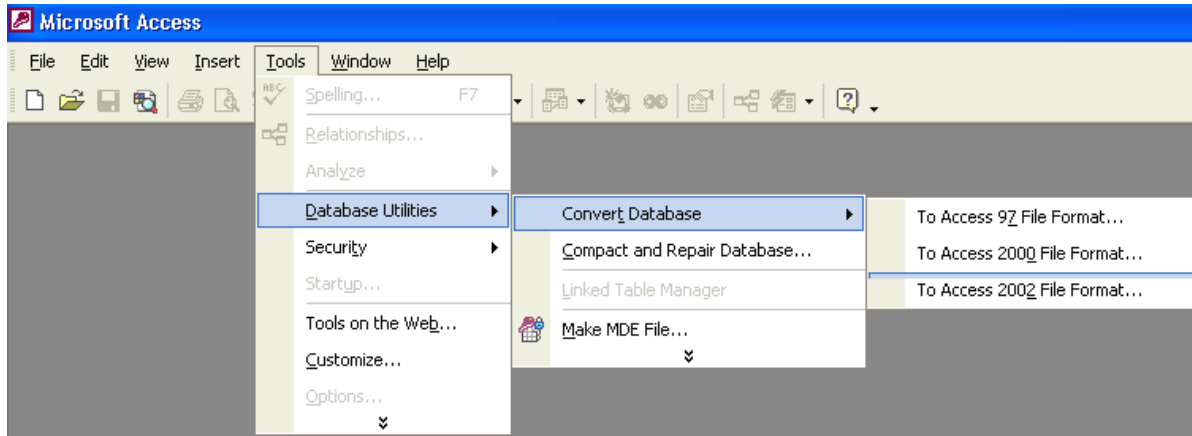 Microsoft Access
File Edit View Insert Tools Window Help
ABC
Spelling... F7
Relationships...
Analyze
Database Utilities
Security
Startup...
Tools on the Web...
Customize...
Options...
Convert Database
Compact and Repair Database...
Linked Table Manager
Make MDE File...
To Access 97 File Format...
To Access 2000 File Format...
To Access 2002 File Format...